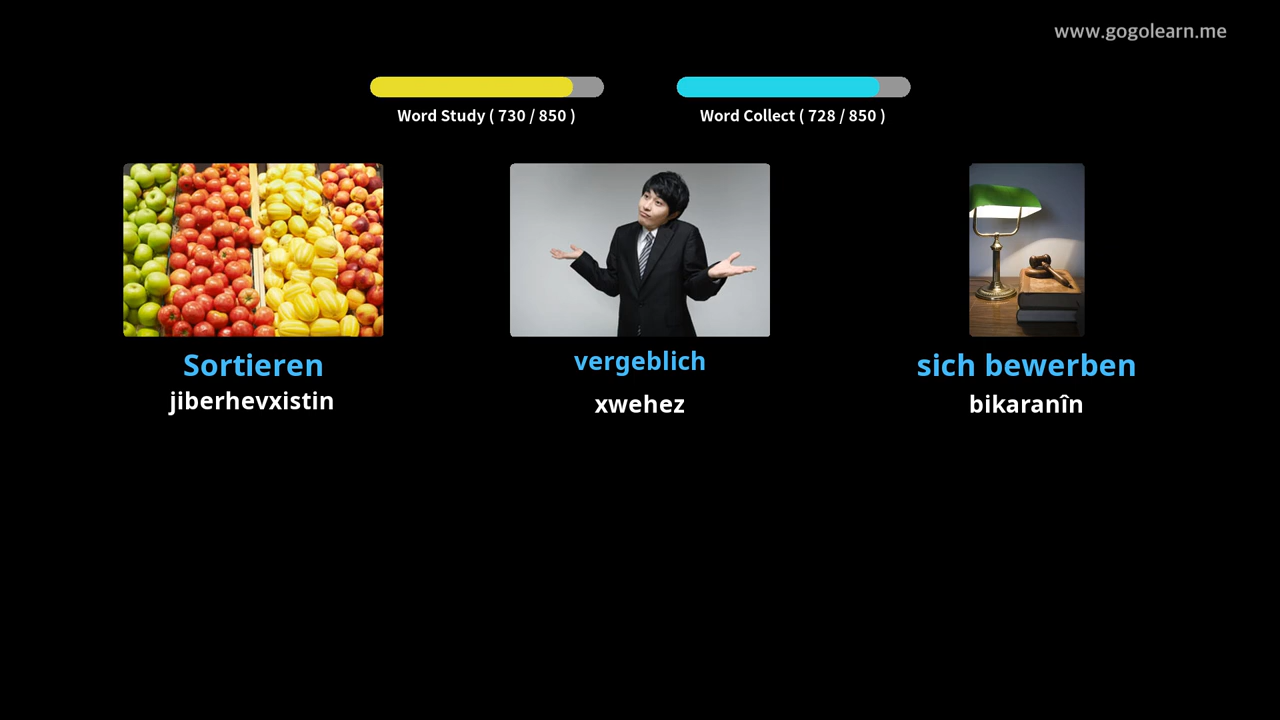 www.gogolearn.me
Word Study ( 730 / 850 )
Word Collect ( 728 / 850 )
Sortieren
jiberhevxistin
vergeblich
xwehez
sich bewerben
bikaranîn